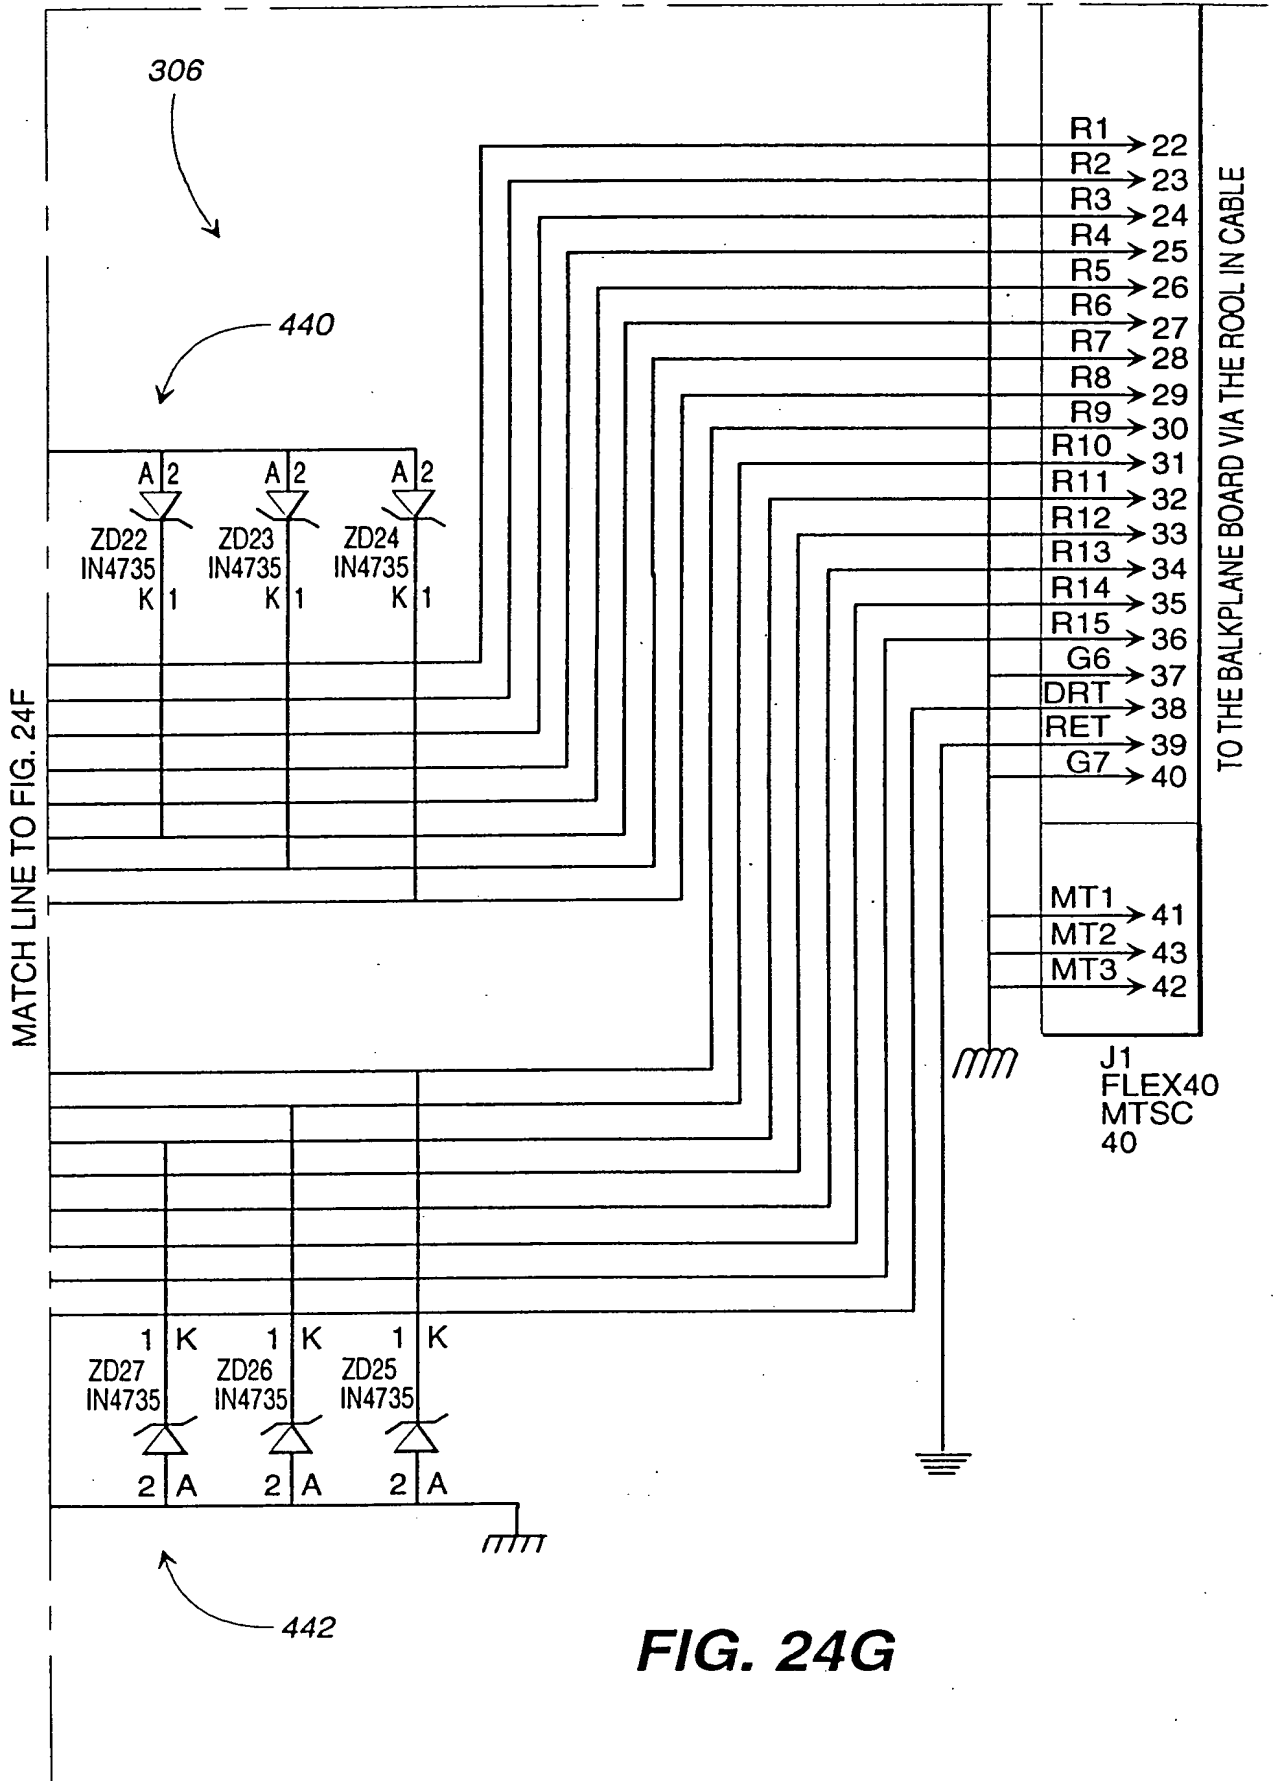 306
440
R1 22
R2 23
R3 24
R4 25
R5 26
R6 27
R7 28
R8 29
R9 30
R10 31
R11 32
R12 33
R13 34
R14 35
R15 36
G6 37
DRT 38
RET 39
G7 40
MT1 41
MT2 43
MT3 42
J1
FLEX40
MTSC
40
TO THE BALKPLANE BOARD VIA THE ROOL IN CABLE
A 2 A 2 A 2
ZD22 ZD23 ZD24
IN4735 IN4735 IN4735
K 1 K 1 K 1
MATCH LINE TO FIG. 24F
1 K 1 K 1 K
ZD27 ZD26 ZD25
IN4735 IN4735 IN4735
2 A 2 A 2 A
442
FIG. 24G